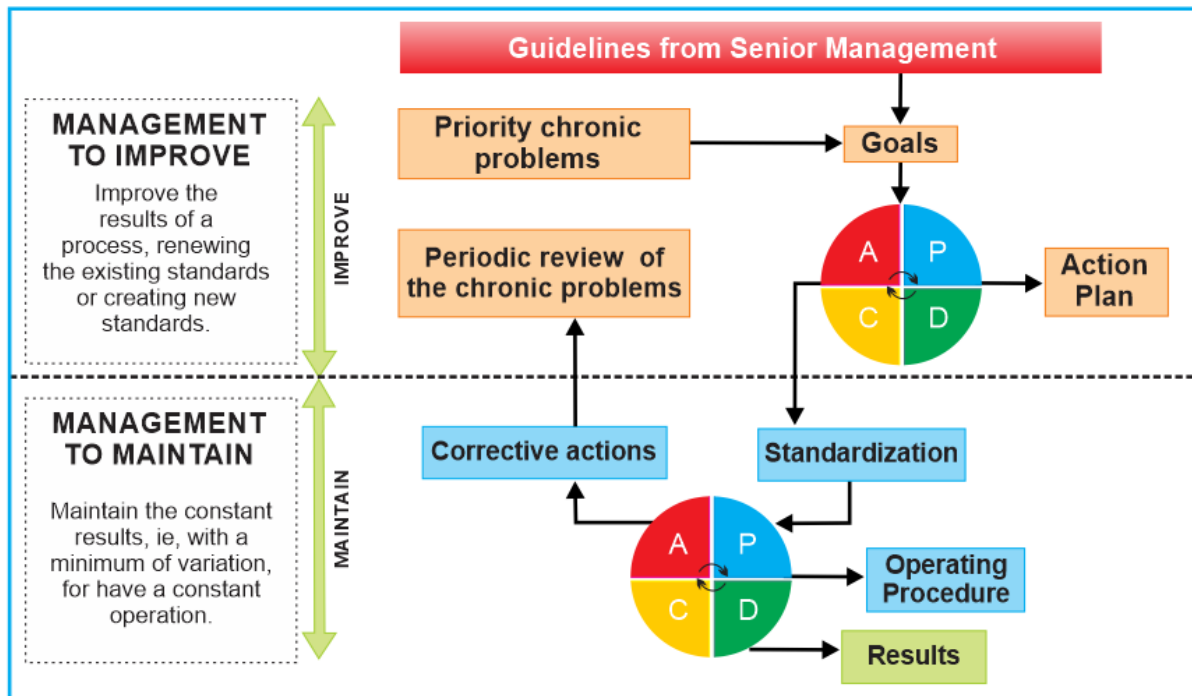 Guidelines from Senior Management
MANAGEMENT
TO IMPROVE
Improve the
results of a
process, renewing
the existing standards
or creating new
standards.
IMPROVE
Priority chronic
problems
Goals
Periodic review of
the chronic problems
A
P
C
D
Action
Plan
MANAGEMENT
TO MAINTAIN
Maintain the constant
results, ie, with a
minimum of variation,
for have a constant
operation.
MAINTAIN
Corrective actions
Standardization
A
P
C
D
Operating
Procedure
Results